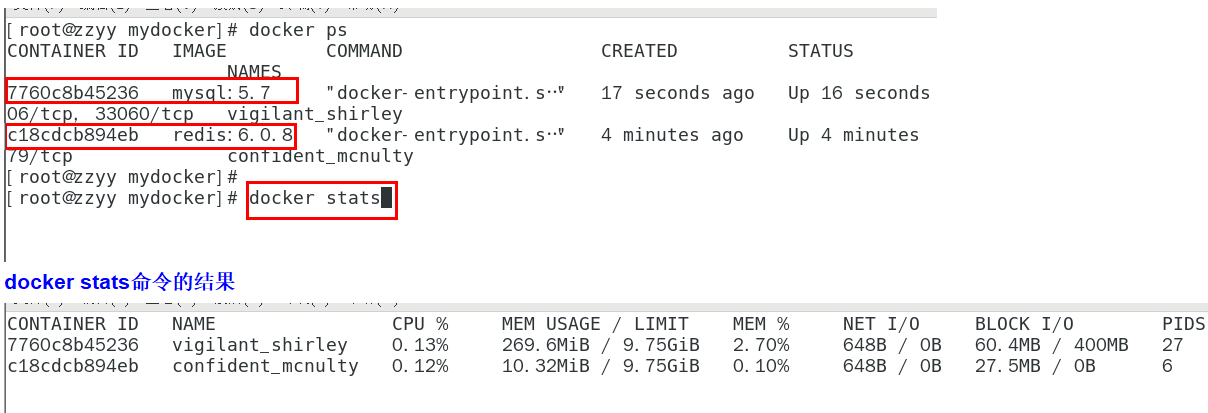 [root@zzyy mydocker]# docker ps
CONTAINER ID   IMAGE         COMMAND                  CREATED          STATUS
NAMES
7760c8b45236   mysql:5.7     "docker-entrypoint.s…"   17 seconds ago   Up 16 seconds
06/tcp, 33060/tcp   vigilant_shirley
c18cdcb894eb   redis:6.0.8   "docker-entrypoint.s…"   4 minutes ago    Up 4 minutes
79/tcp              confident_mcnulty
[root@zzyy mydocker]#
[root@zzyy mydocker]# docker stats
docker stats命令的结果
CONTAINER ID   NAME                CPU %     MEM USAGE / LIMIT    MEM %     NET I/O     BLOCK I/O        PIDS
7760c8b45236   vigilant_shirley    0.13%     269.6MiB / 9.75GiB   2.70%     648B / 0B   60.4MB / 400MB   27
c18cdcb894eb   confident_mcnulty   0.12%     10.32MiB / 9.75GiB   0.10%     648B / 0B   27.5MB / 0B      6